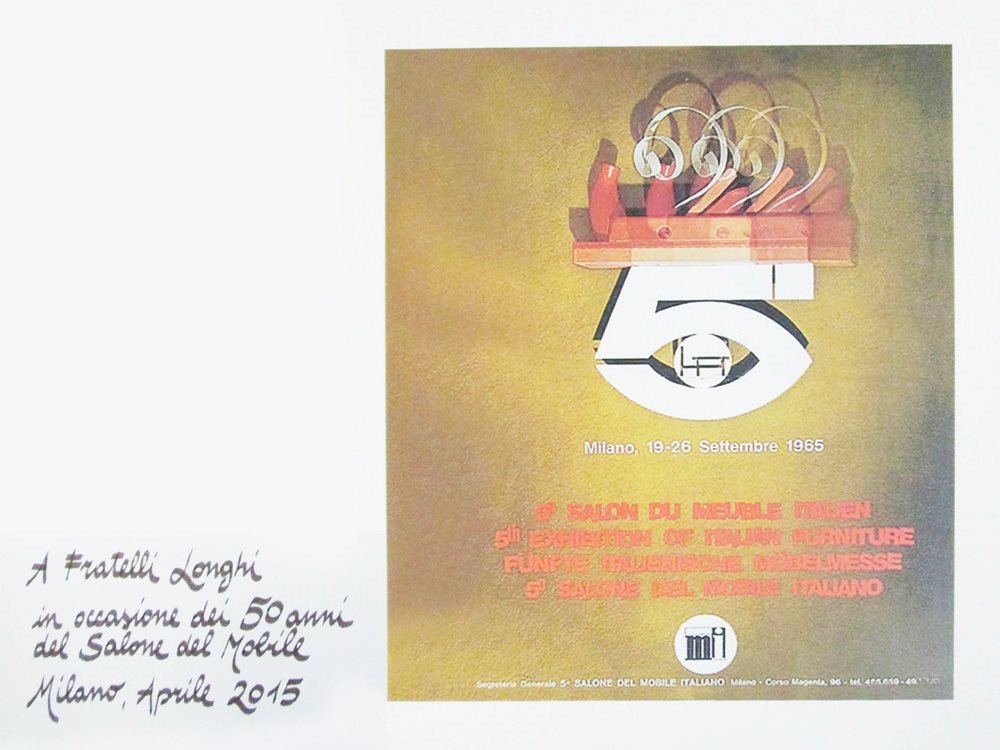 5°
Milano, 19-26 Settembre 1965
5e SALON DU MEUBLE ITALIEN
5th EXHIBITION OF ITALIAN FURNITURE
FÜNFTE ITALIENISCHE MÖBELMESSE
5° SALONE DEL MOBILE ITALIANO
mi
Segreteria Generale 5° SALONE DEL MOBILE ITALIANO Milano - Corso Magenta, 96 - tel.
A Fratelli Longhi
in occasione dei 50 anni
del Salone del Mobile
Milano, Aprile 2015